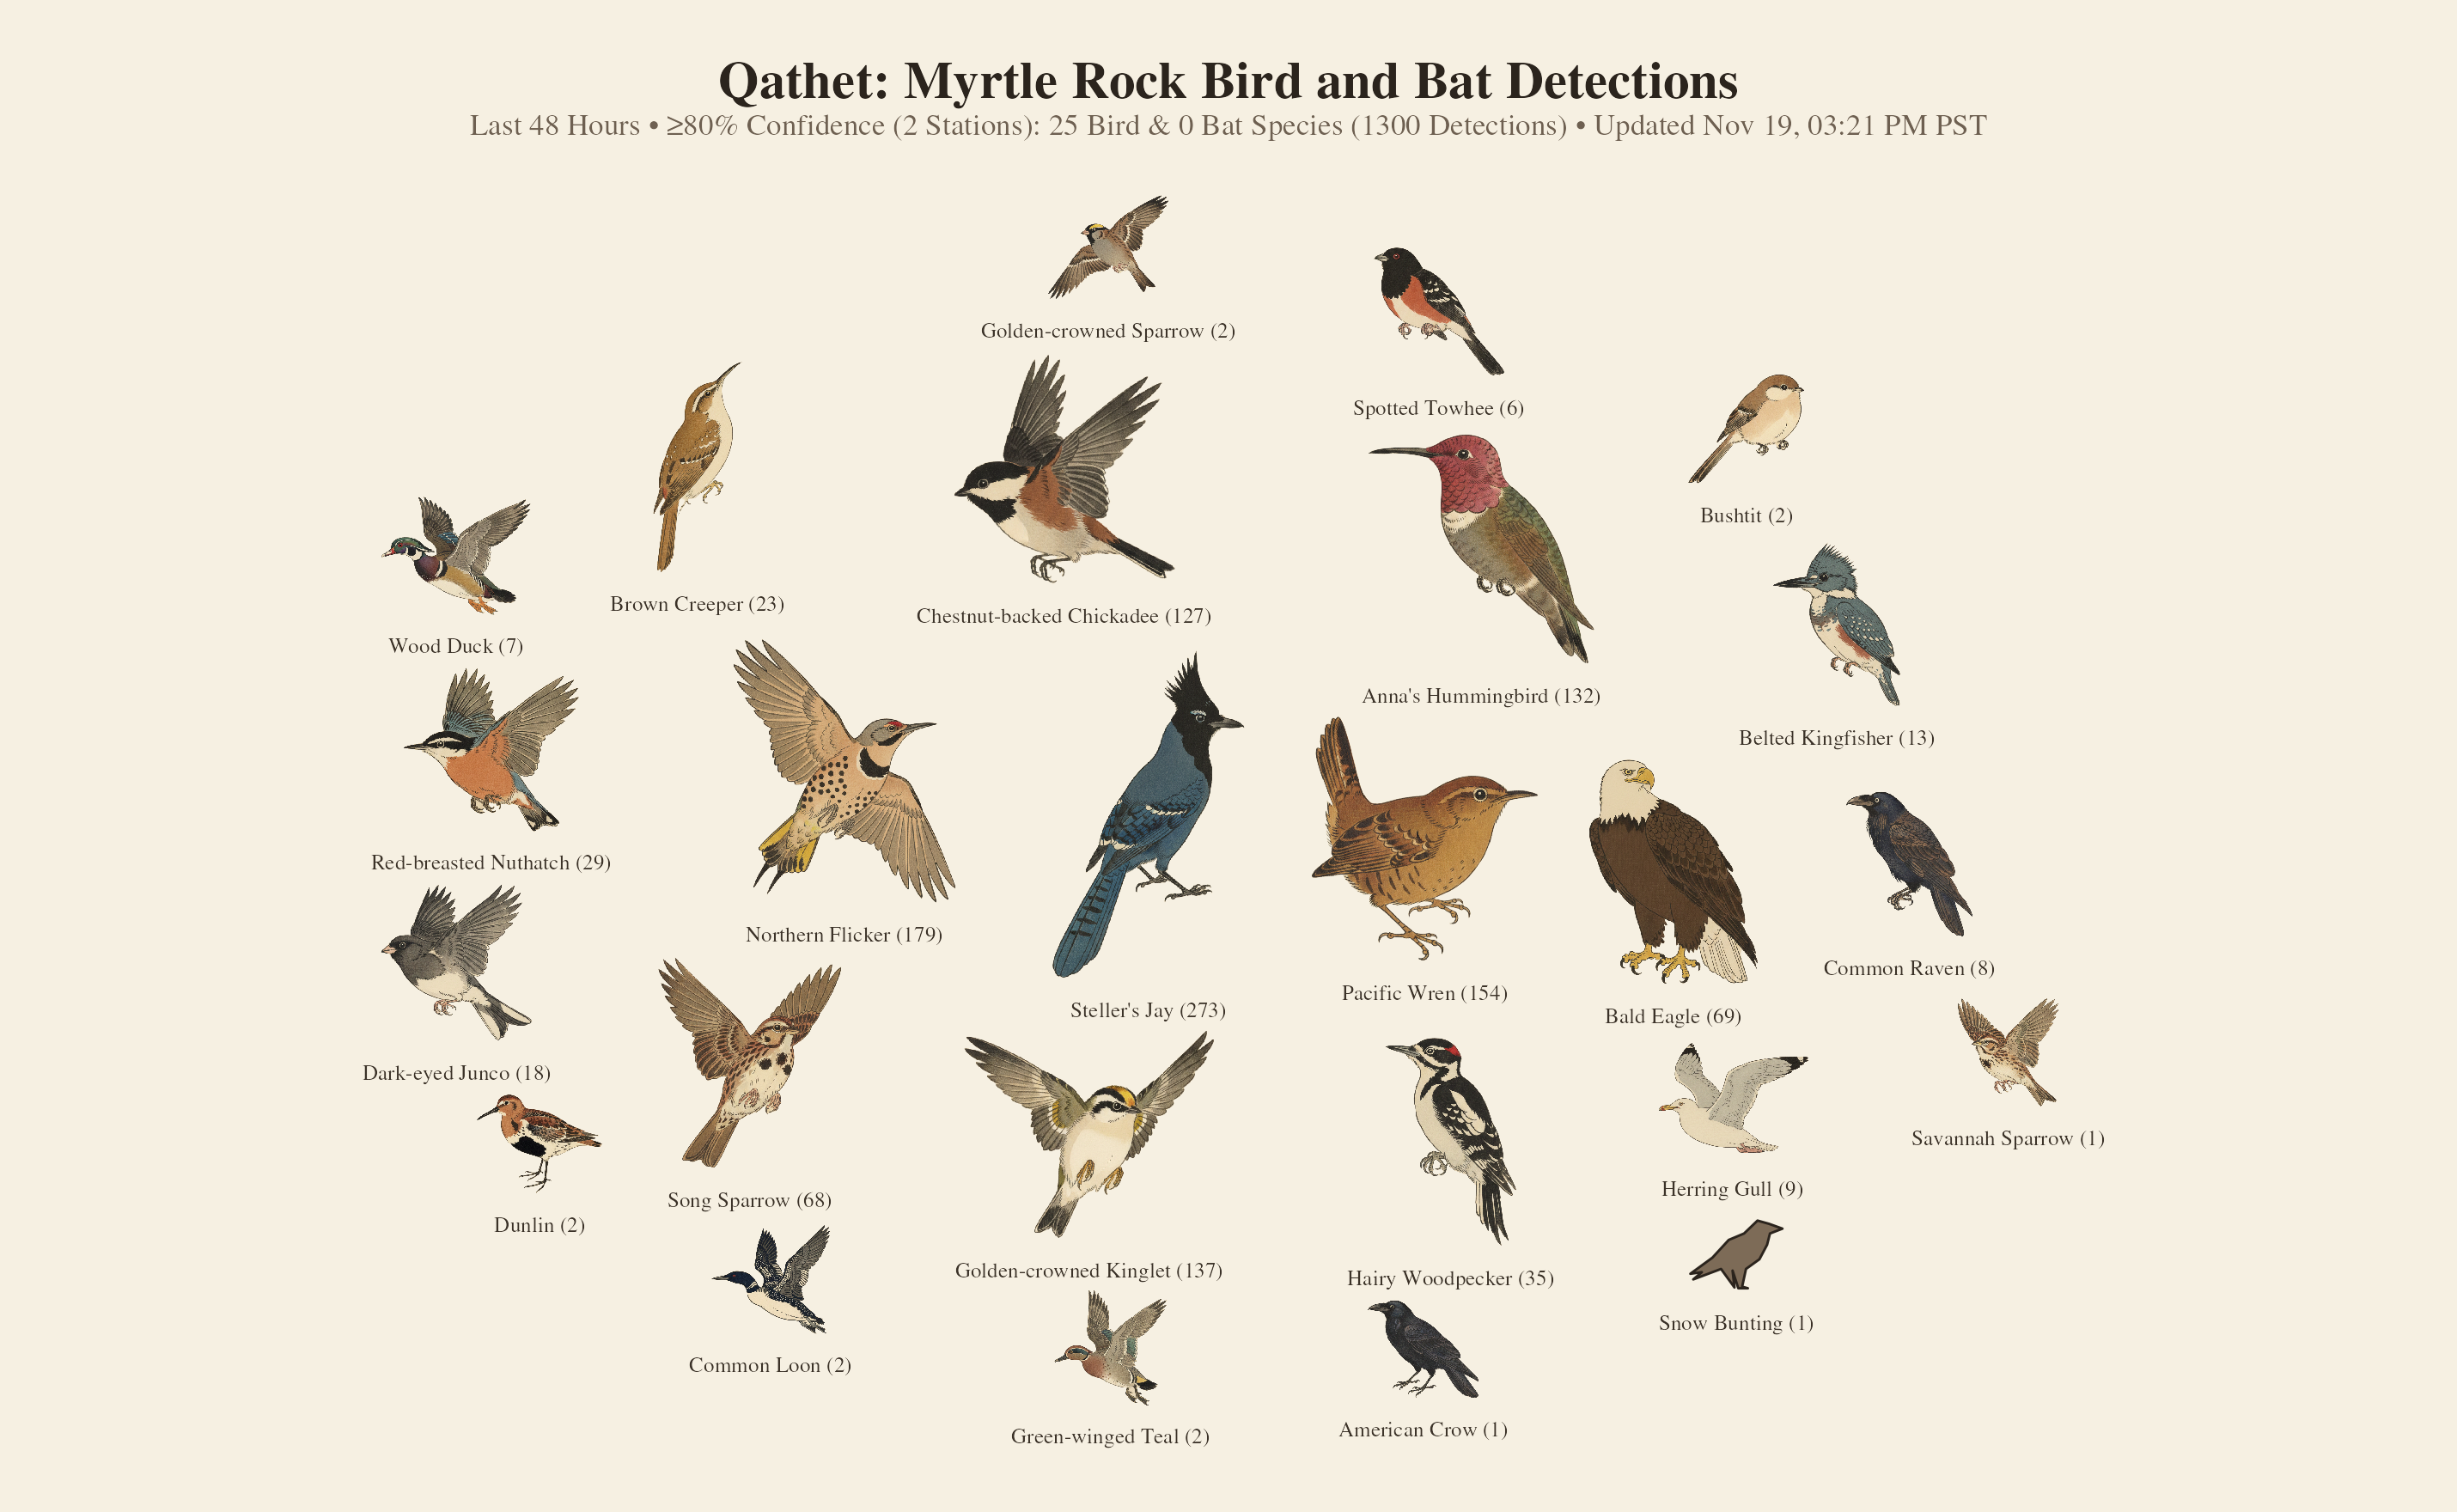 Qathet: Myrtle Rock Bird and Bat Detections
Last 48 Hours • ≥80% Confidence (2 Stations): 25 Bird & 0 Bat Species (1300 Detections) • Updated Nov 19, 03:21 PM PST
Golden-crowned Sparrow (2)
Spotted Towhee (6)
Bushtit (2)
Brown Creeper (23)
Chestnut-backed Chickadee (127)
Wood Duck (7)
Anna's Hummingbird (132)
Belted Kingfisher (13)
Red-breasted Nuthatch (29)
Northern Flicker (179)
Common Raven (8)
Pacific Wren (154)
Steller's Jay (273)
Bald Eagle (69)
Dark-eyed Junco (18)
Savannah Sparrow (1)
Herring Gull (9)
Song Sparrow (68)
Dunlin (2)
Golden-crowned Kinglet (137)
Hairy Woodpecker (35)
Snow Bunting (1)
Common Loon (2)
American Crow (1)
Green-winged Teal (2)